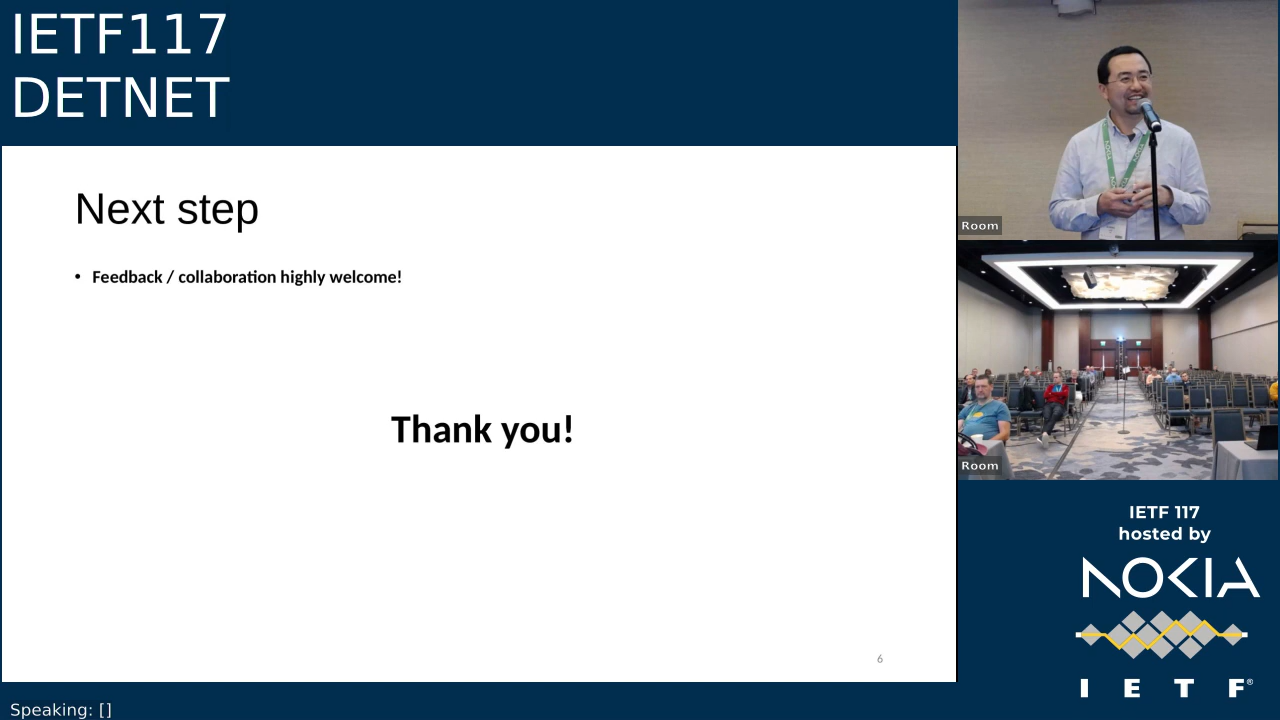 IETF117
DETNET
Next step
• Feedback / collaboration highly welcome!
Thank you!
6
Room
NOKIA
Room
IETF 117
hosted by
NOKIA
I E T F®
Speaking: []